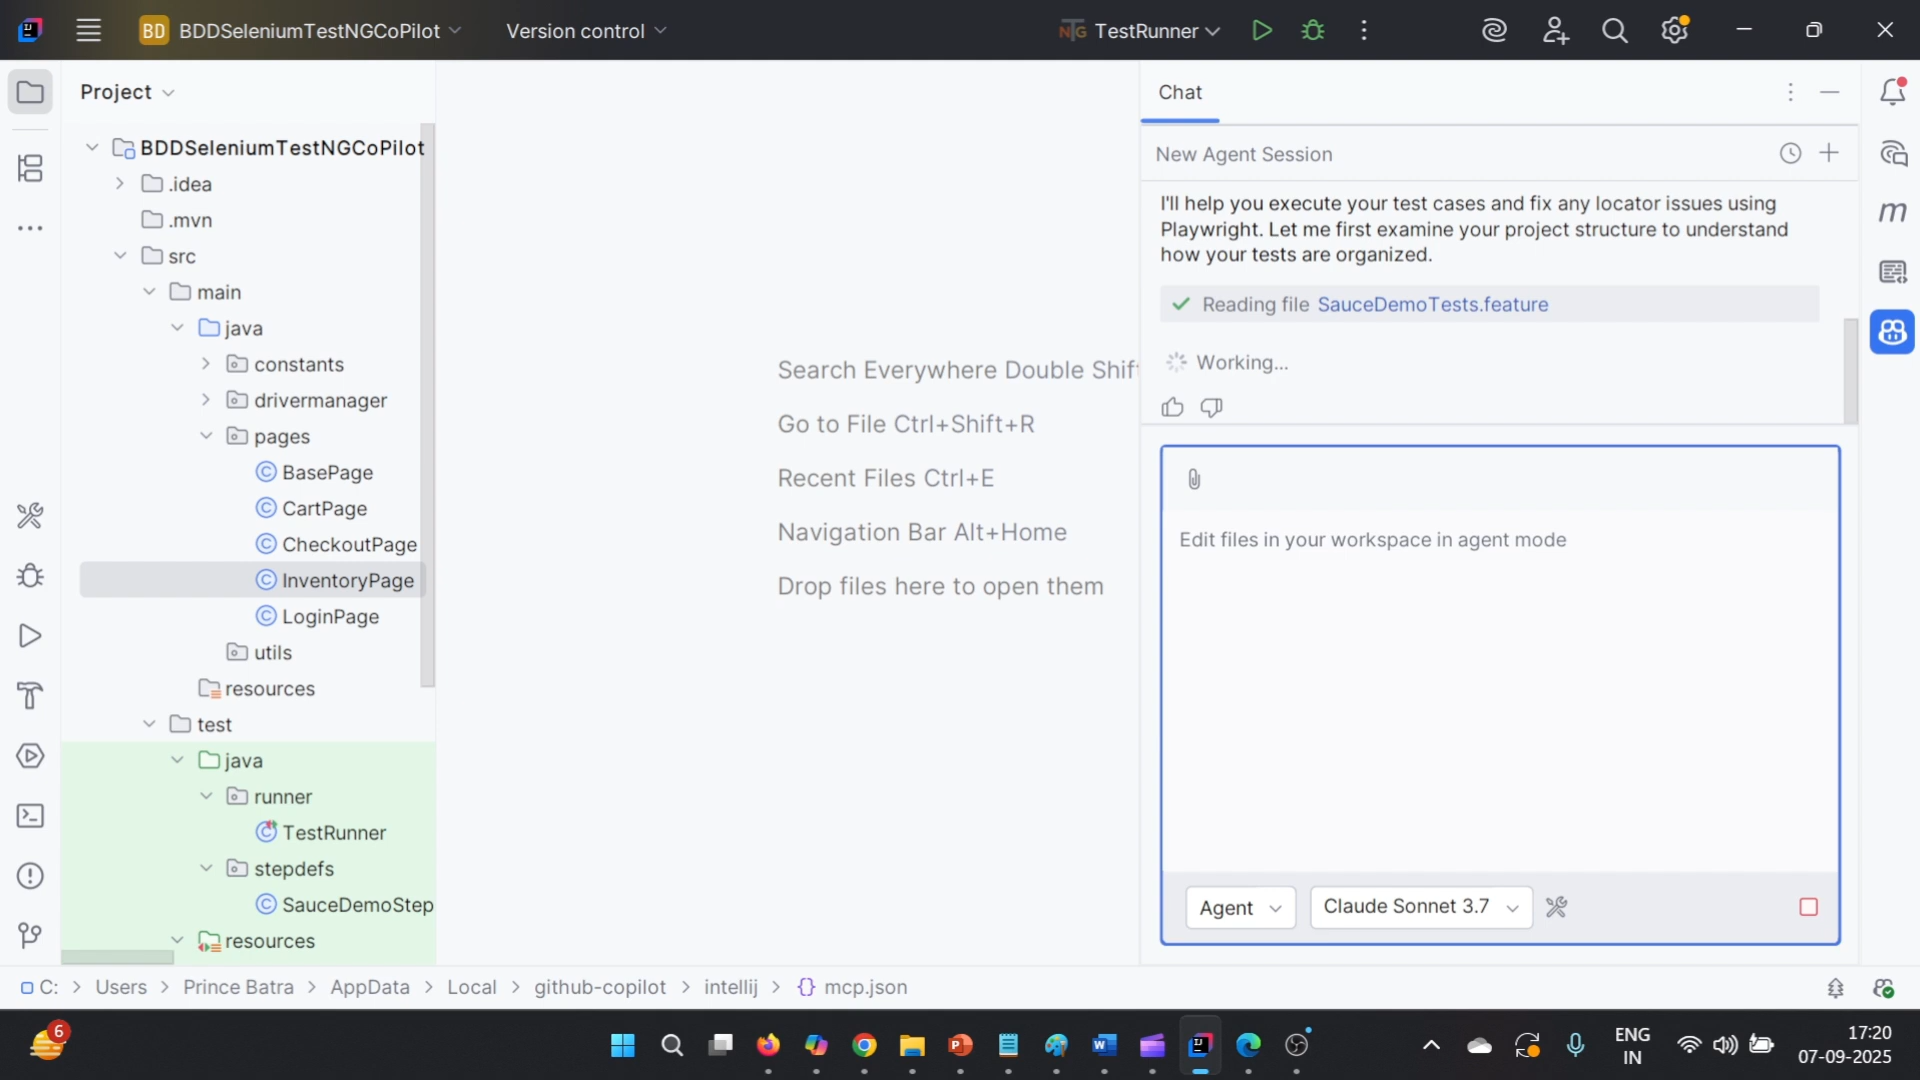 BD BDDSeleniumTestNGCoPilot Version control TestRunner
Project
BDDSeleniumTestNGCoPilot
.idea
.mvn
src
main
java
constants
drivermanager
pages
BasePage
CartPage
CheckoutPage
InventoryPage
LoginPage
utils
resources
test
java
runner
TestRunner
stepdefs
SauceDemoStep
resources
Search Everywhere Double Shift
Go to File Ctrl+Shift+R
Recent Files Ctrl+E
Navigation Bar Alt+Home
Drop files here to open them
Chat
New Agent Session
I'll help you execute your test cases and fix any locator issues using
Playwright. Let me first examine your project structure to understand
how your tests are organized.
Reading file SauceDemoTests.feature
Working...
Edit files in your workspace in agent mode
Agent Claude Sonnet 3.7
m
C: > Users > Prince Batra > AppData > Local > github-copilot > intellij > {} mcp.json
6
ENG
IN
17:20
07-09-2025